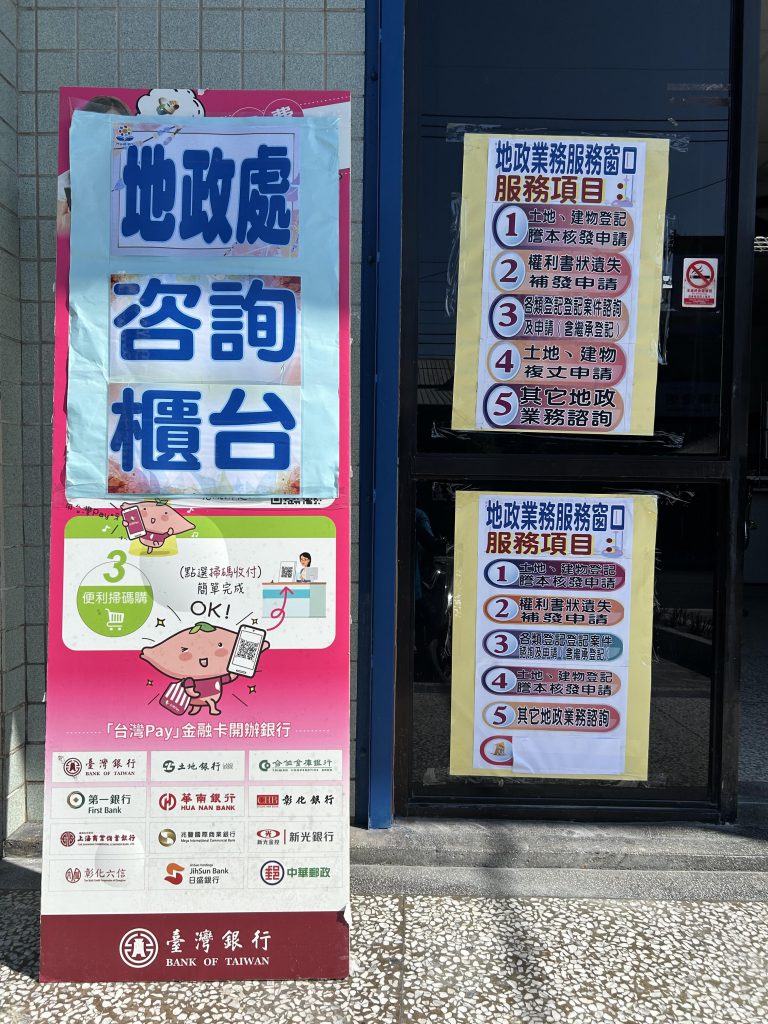 地政處
咨詢
櫃台
3
便利掃碼購
(點選掃碼收付)
簡單完成
OK!
「台灣Pay」金融卡開辦銀行
臺灣銀行
BANK OF TAIWAN
土地銀行
合作金庫銀行
TAIWAN COOPERATIVE BANK
第一銀行
First Bank
華南銀行
HUA NAN BANK
彰化銀行
上海商業儲蓄銀行
兆豐國際商業銀行
Mega International Commercial Bank
新光金控
新光銀行
彰化六信
JihSun Bank
日盛銀行
中華郵政
臺灣銀行
BANK OF TAIWAN
地政業務服務窗口
服務項目：
1 土地、建物登記
謄本核發申請
2 權利書狀遺失
補發申請
3 各類登記登記案件諮詢
及申請(含繼承登記)
4 土地、建物
複丈申請
5 其它地政
業務諮詢
地政業務服務窗口
服務項目：
1 土地、建物登記
謄本核發申請
2 權利書狀遺失
補發申請
3 各類登記登記案件
諮詢及申請(含繼承登記)
4 土地、建物登記
謄本核發申請
5 其它地政業務諮詢